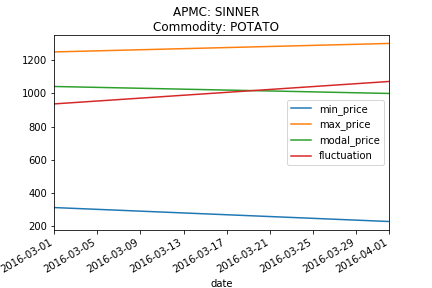 APMC: SINNER
Commodity: POTATO
1200
1000
800
600
400
200
min_price
max_price
modal_price
fluctuation
2016-03-01
2016-03-05
2016-03-09
2016-03-13
2016-03-17
2016-03-21
2016-03-25
2016-03-29
2016-04-01
date